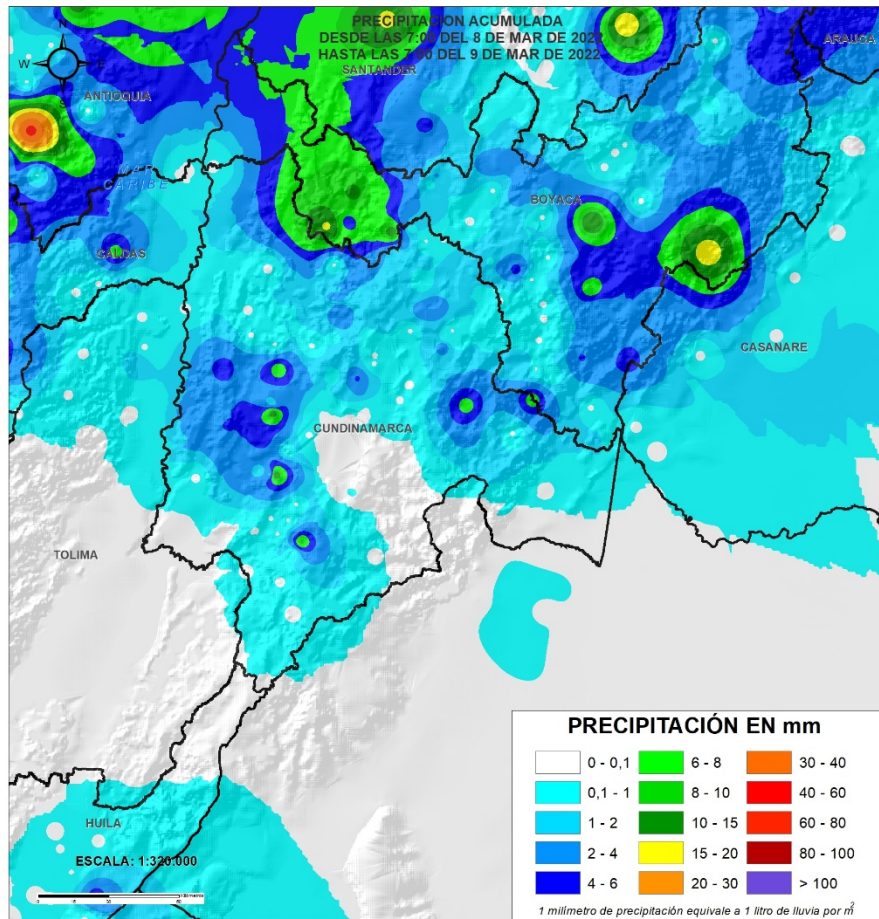 PRECIPITACION ACUMULADA
DESDE LAS 7:00 DEL 8 DE MAR DE 2022
HASTA LAS 7:00 DEL 9 DE MAR DE 2022
N
W
E
S
SANTANDER
ARAUCA
ANTIOQUIA
MAR
CARIBE
BOYACA
CALDAS
CASANARE
CUNDINAMARCA
TOLIMA
HUILA
ESCALA: 1:320.000
PRECIPITACIÓN EN mm
0 - 0,1
6 - 8
30 - 40
0,1 - 1
8 - 10
40 - 60
1 - 2
10 - 15
60 - 80
2 - 4
15 - 20
80 - 100
4 - 6
20 - 30
> 100
1 milímetro de precipitación equivale a 1 litro de lluvia por m²